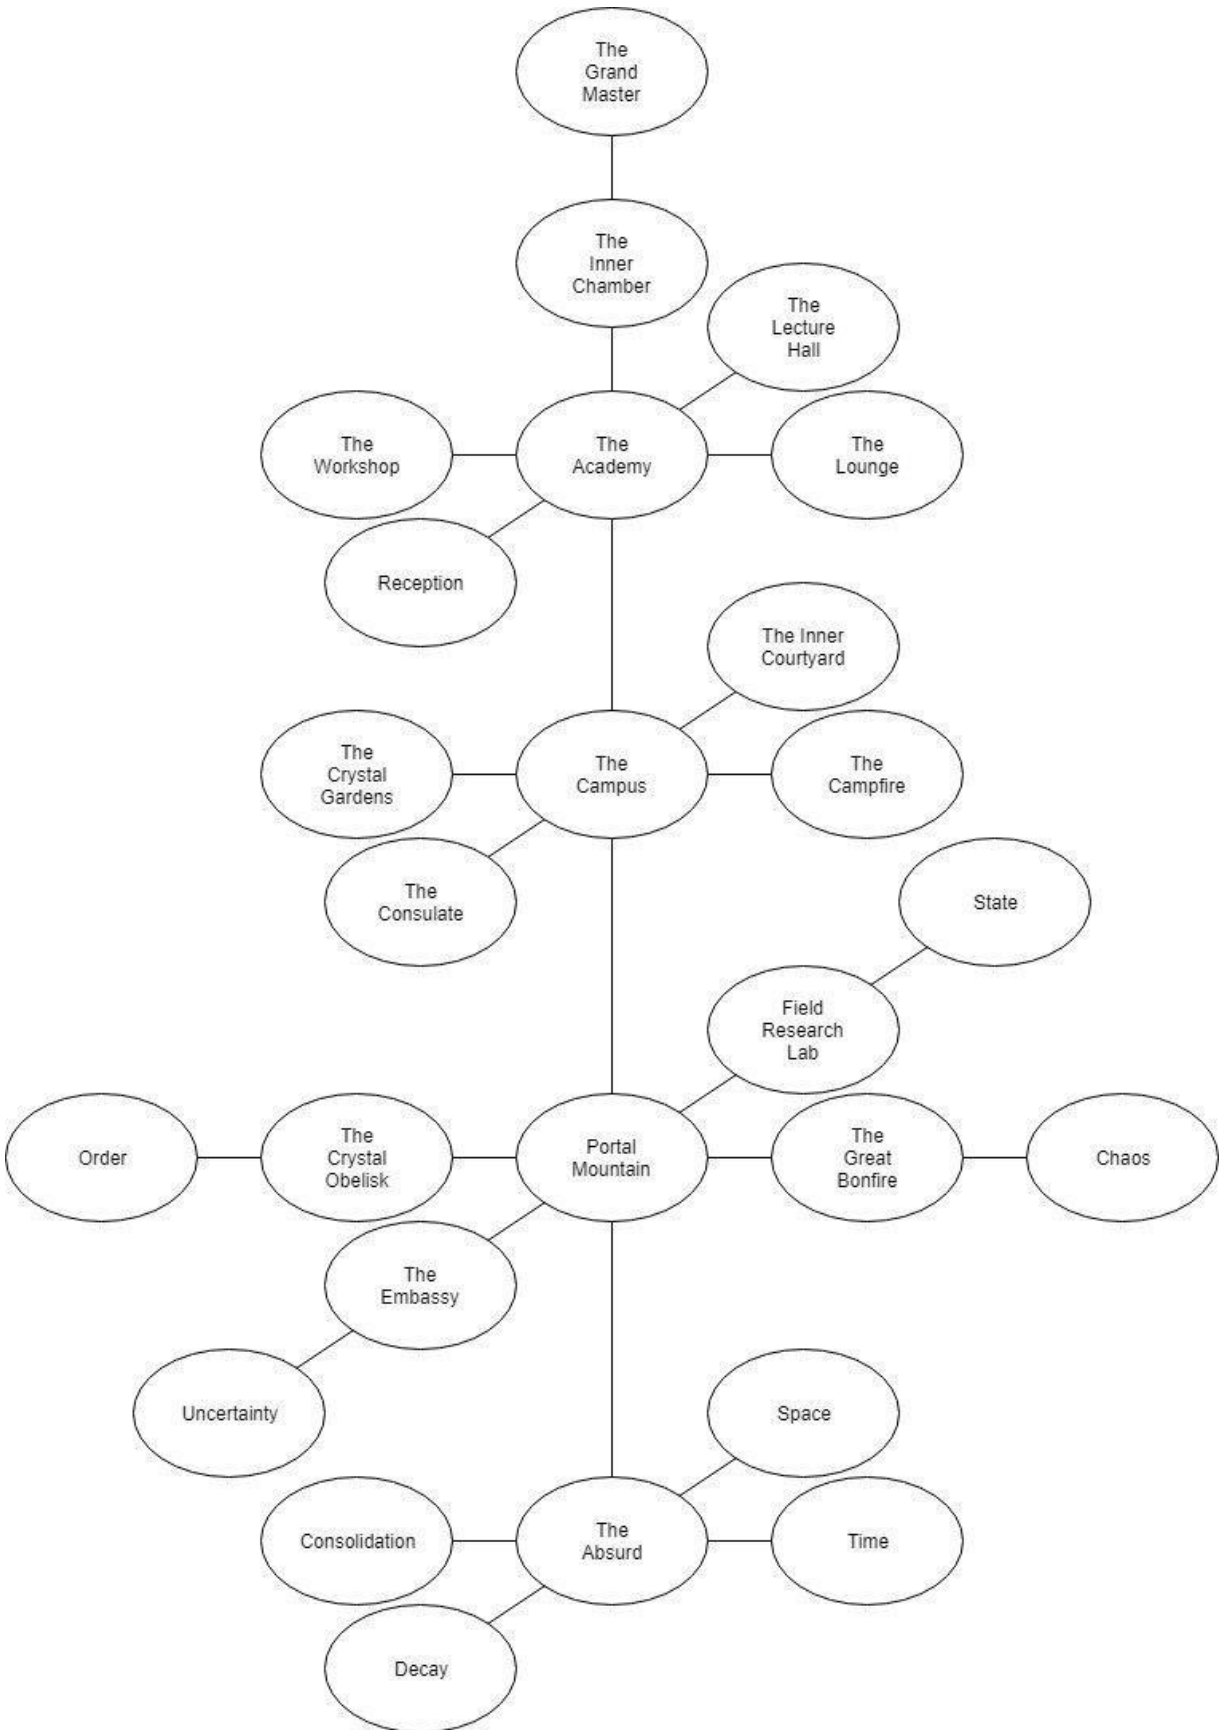 The
Grand
Master
The
Inner
Chamber
The
Lecture
Hall
The
Workshop
The
Academy
The
Lounge
Reception
The Inner
Courtyard
The
Crystal
Gardens
The
Campus
The
Campfire
The
Consulate
State
Field
Research
Lab
Order
The
Crystal
Obelisk
Portal
Mountain
The
Great
Bonfire
Chaos
The
Embassy
Uncertainty
Space
Consolidation
The
Absurd
Time
Decay